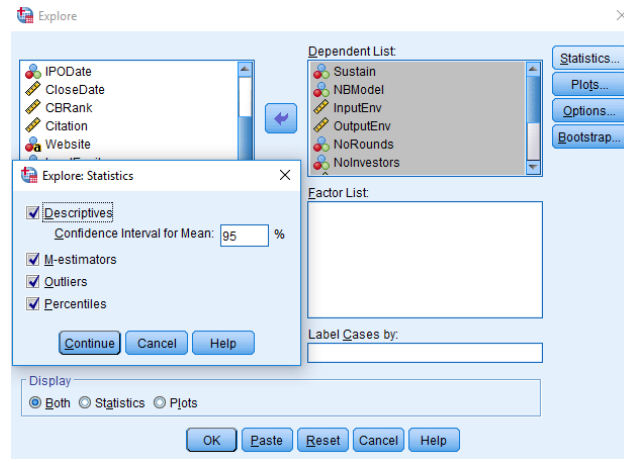 Explore
Dependent List:
IPODate
CloseDate
CBRank
Citation
Website
Sustain
NBModel
InputEnv
OutputEnv
NoRounds
NoInvestors
Statistics...
Plots...
Options...
Bootstrap...
Explore: Statistics
Descriptives
Confidence Interval for Mean: 95 %
M-estimators
Outliers
Percentiles
Continue Cancel Help
Factor List:
Label Cases by:
Display
Both Statistics Plots
OK Paste Reset Cancel Help